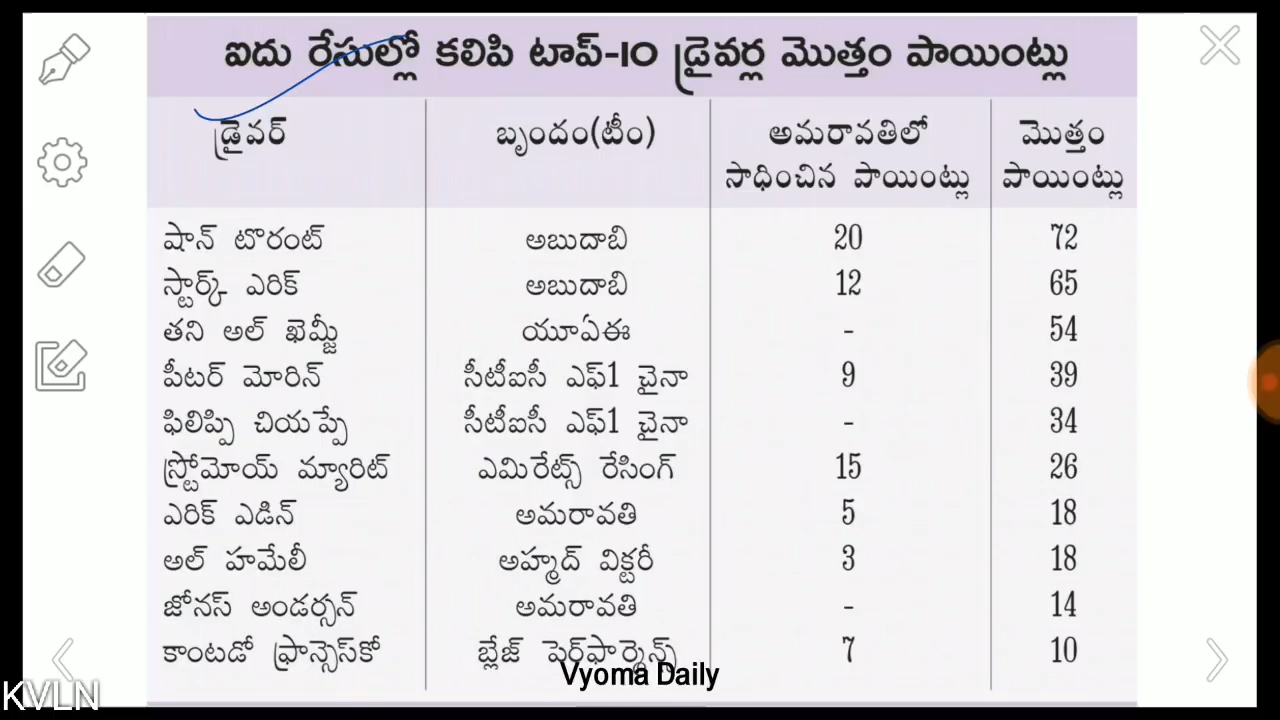 ఐదు రేసుల్లో కలిపి టాప్-10 డ్రైవర్ల మొత్తం పాయింట్లు
డ్రైవర్ బృందం(టీం) అమరావతిలో సాధించిన పాయింట్లు మొత్తం పాయింట్లు
షాన్ టొరంట్ అబుదాబి 20 72
స్టార్క్ ఎరిక్ అబుదాబి 12 65
తని అల్ ఖెమ్జీ యూఏఈ - 54
పీటర్ మోరిన్ సీటీఐసీ ఎఫ్1 చైనా 9 39
ఫిలిప్పి చియప్పే సీటీఐసీ ఎఫ్1 చైనా - 34
స్ట్రోమోయ్ మ్యారిట్ ఎమిరేట్స్ రేసింగ్ 15 26
ఎరిక్ ఎడిన్ అమరావతి 5 18
అల్ హమేలీ అహ్మద్ విక్టరీ 3 18
జోనస్ అండర్సన్ అమరావతి - 14
కాంటడో ఫ్రాన్సెస్‌కో బ్లేజ్ పెర్‌ఫార్మెన్స్ 7 10
Vyoma Daily
KVLN